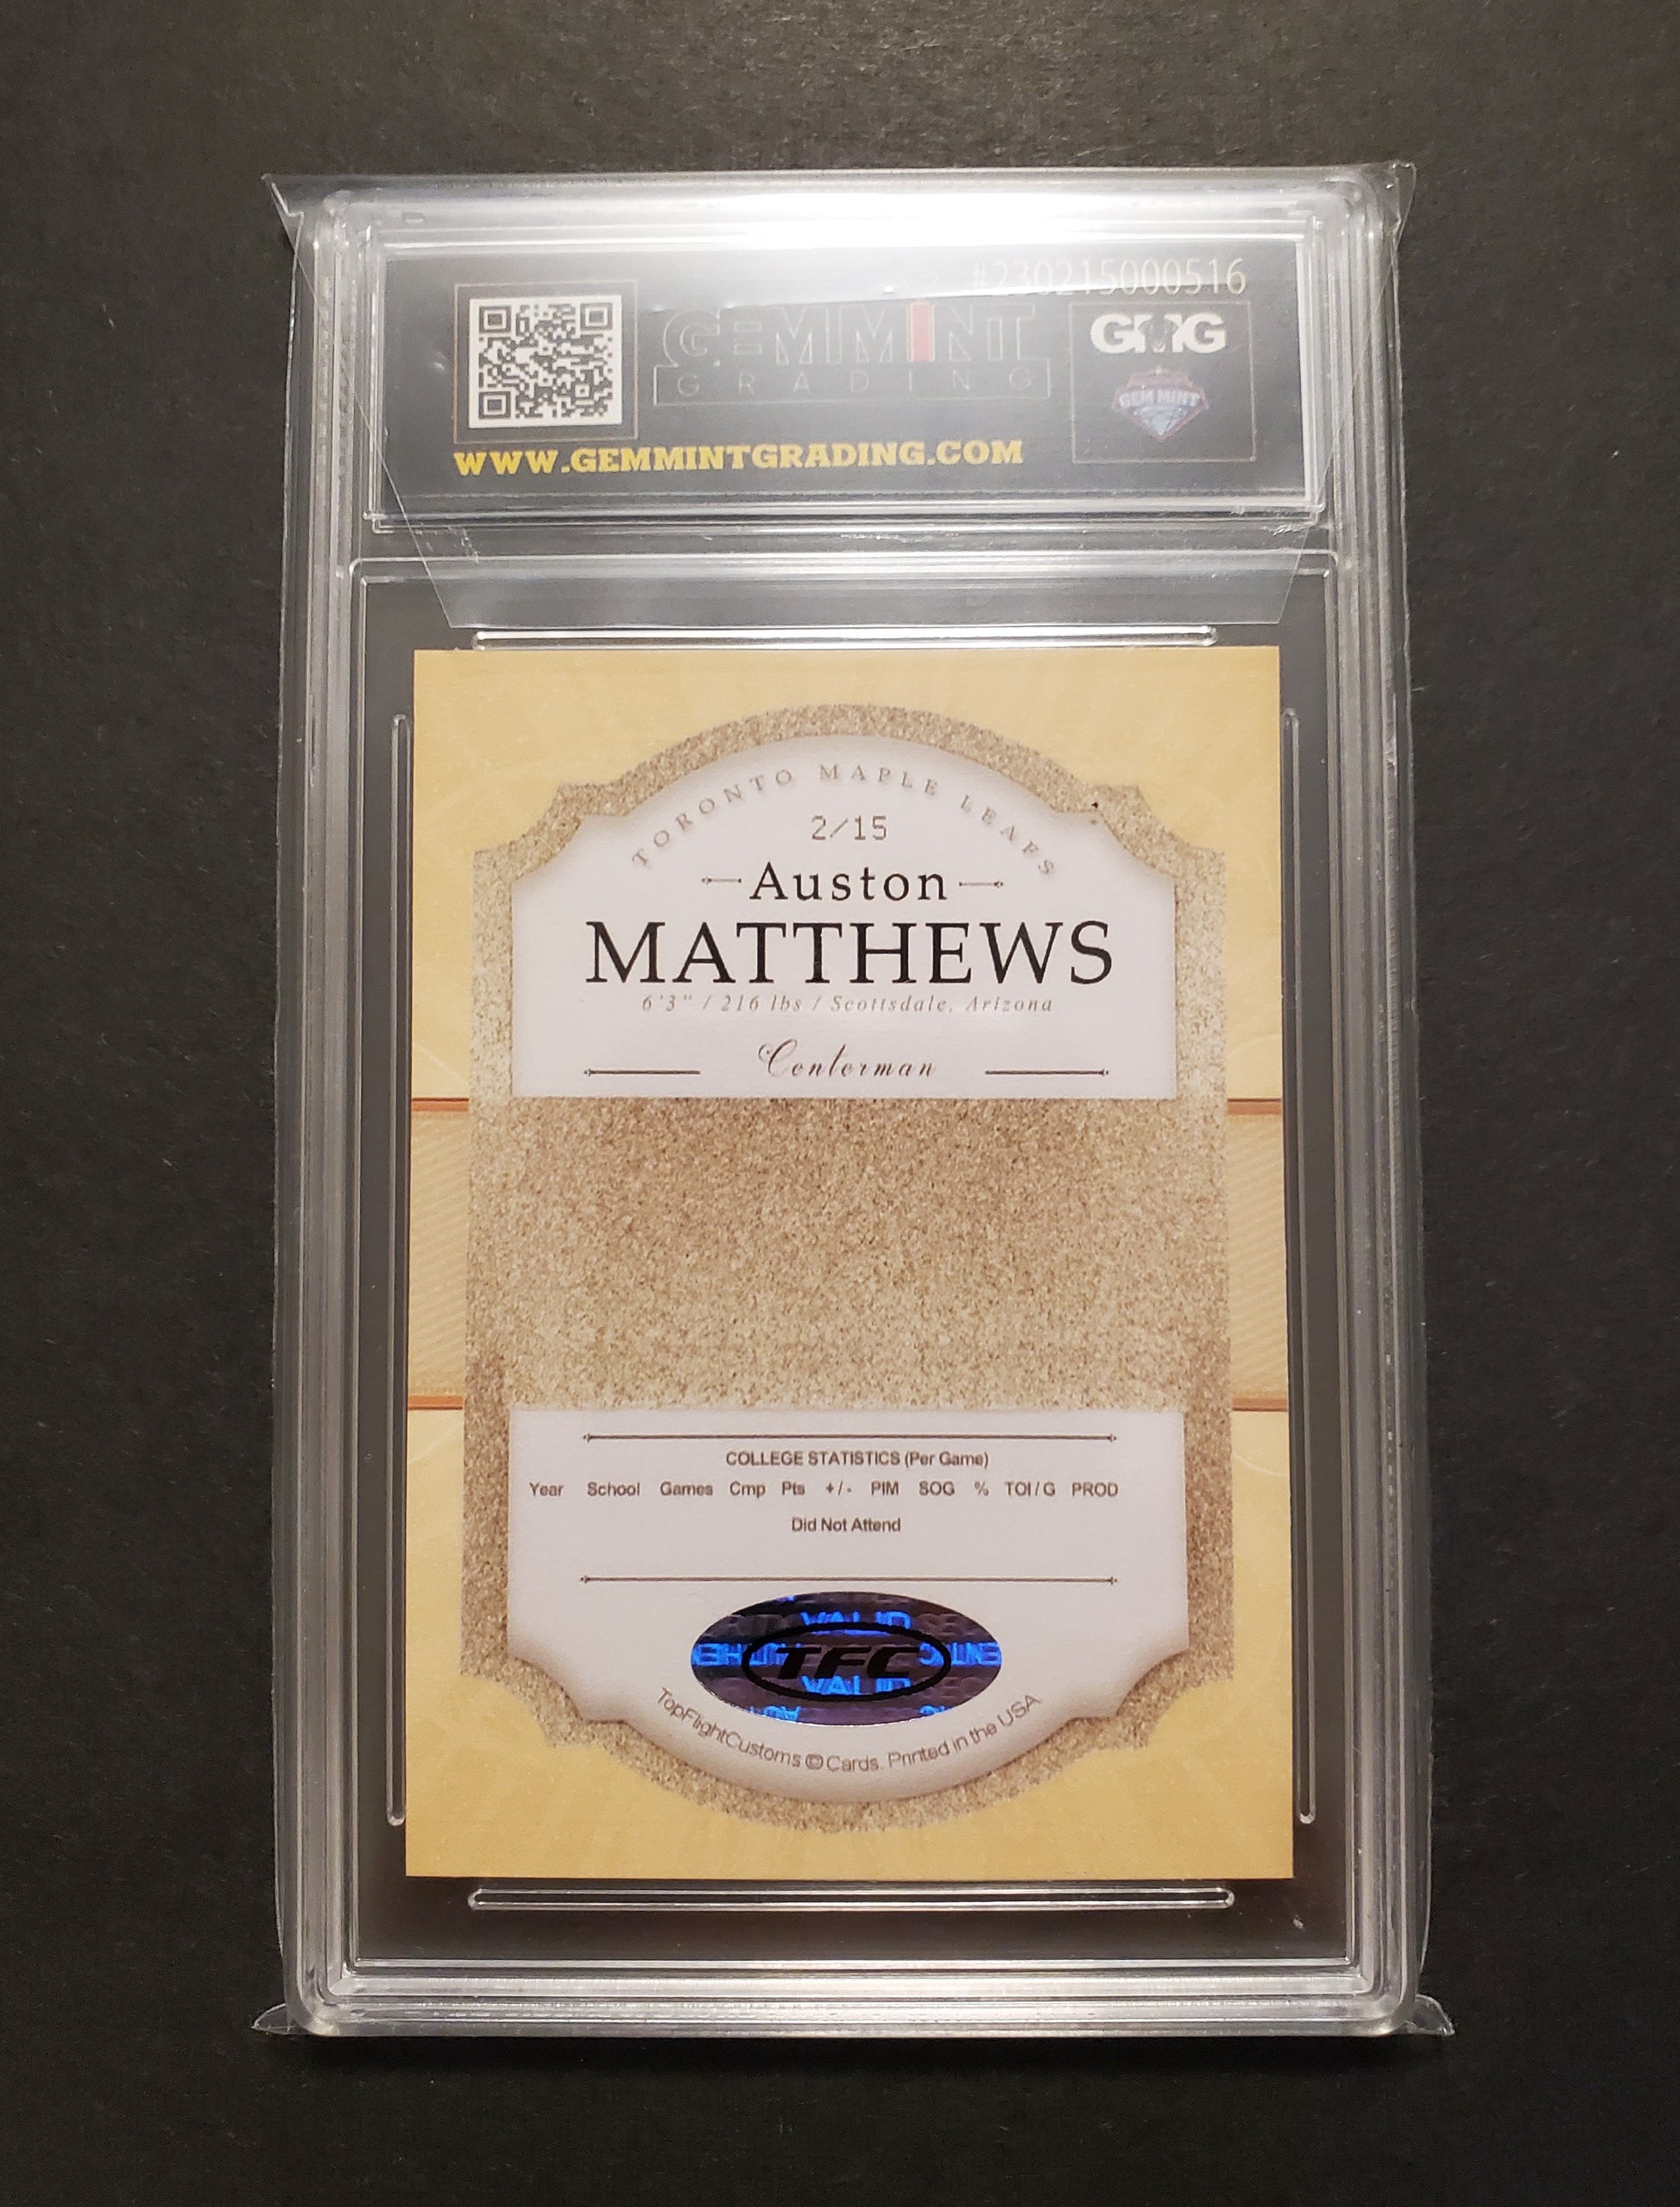 #230215000516
GEMMINT
GRADING
GMG
GEM MINT
WWW.GEMMINTGRADING.COM
TORONTO MAPLE LEAFS
2/15
Auston
MATTHEWS
6'3" / 216 lbs / Scottsdale, Arizona
Centerman
COLLEGE STATISTICS (Per Game)
Year School Games Cmp Pts +/- PIM SOG % TOI/G PROD
Did Not Attend
VALID
TFC
VALID
TopFlightCustoms © Cards. Printed in the USA